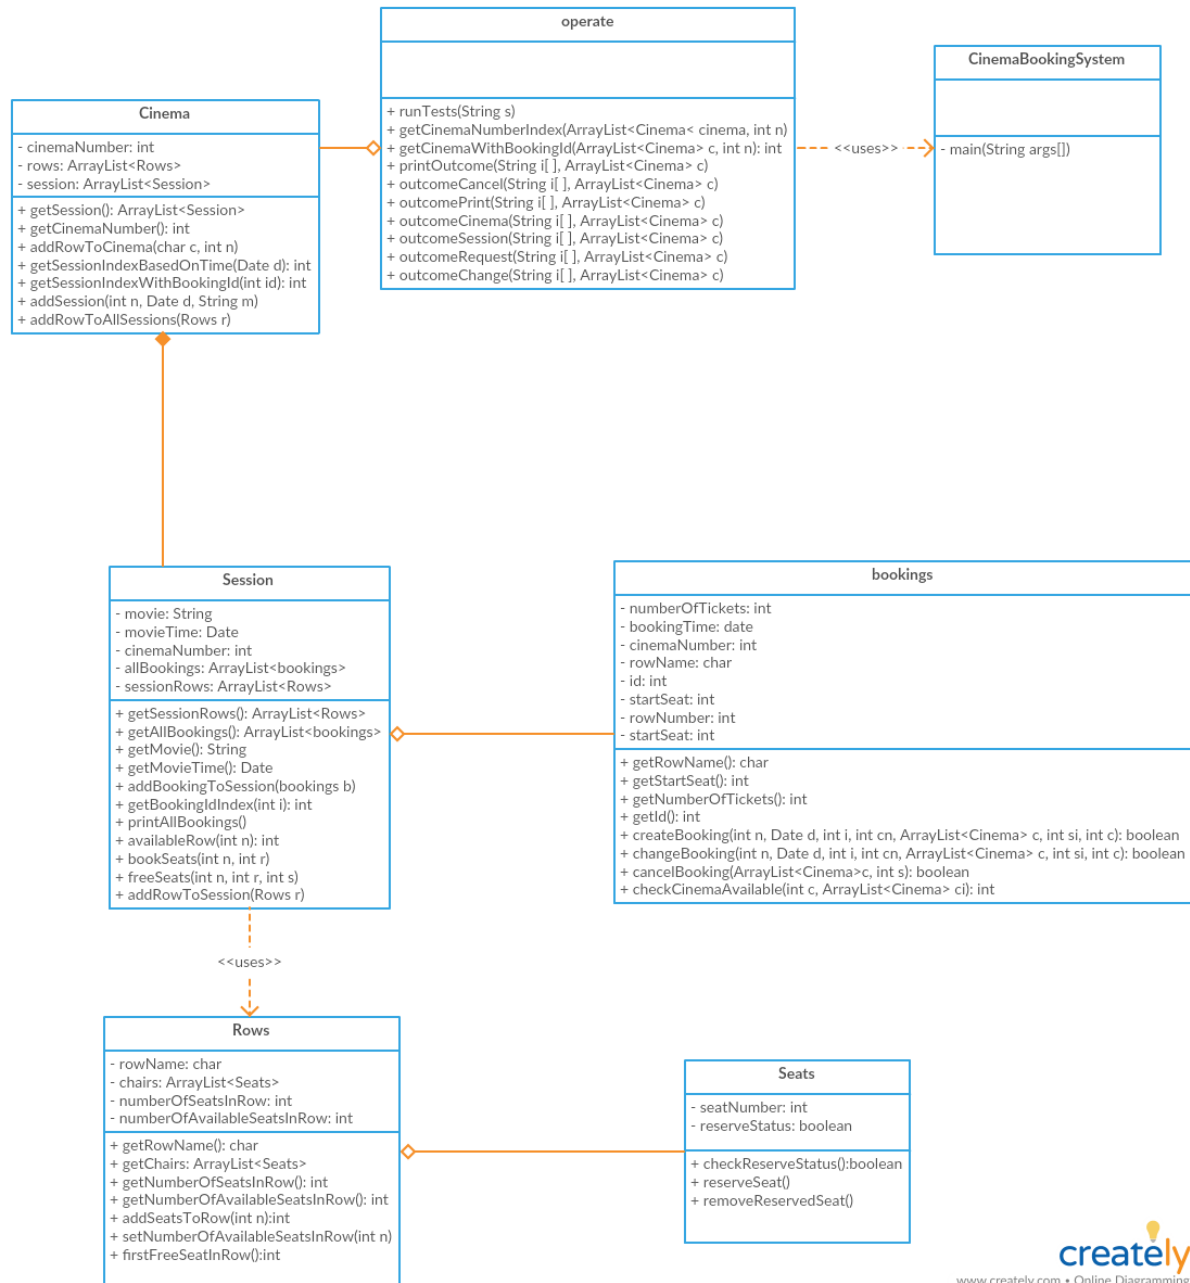 operate
+ runTests(String s)
+ getCinemaNumberIndex(ArrayList<Cinema< cinema, int n)
+ getCinemaWithBookingId(ArrayList<Cinema> c, int n): int
+ printOutcome(String i[ ], ArrayList<Cinema> c)
+ outcomeCancel(String i[ ], ArrayList<Cinema> c)
+ outcomePrint(String i[ ], ArrayList<Cinema> c)
+ outcomeCinema(String i[ ], ArrayList<Cinema> c)
+ outcomeSession(String i[ ], ArrayList<Cinema> c)
+ outcomeRequest(String i[ ], ArrayList<Cinema> c)
+ outcomeChange(String i[ ], ArrayList<Cinema> c)
<<uses>>
CinemaBookingSystem
- main(String args[])
Cinema
- cinemaNumber: int
- rows: ArrayList<Rows>
- session: ArrayList<Session>
+ getSession(): ArrayList<Session>
+ getCinemaNumber(): int
+ addRowToCinema(char c, int n)
+ getSessionIndexBasedOnTime(Date d): int
+ getSessionIndexWithBookingId(int id): int
+ addSession(int n, Date d, String m)
+ addRowToAllSessions(Rows r)
Session
- movie: String
- movieTime: Date
- cinemaNumber: int
- allBookings: ArrayList<bookings>
- sessionRows: ArrayList<Rows>
+ getSessionRows(): ArrayList<Rows>
+ getAllBookings(): ArrayList<bookings>
+ getMovie(): String
+ getMovieTime(): Date
+ addBookingToSession(bookings b)
+ getBookingIdIndex(int i): int
+ printAllBookings()
+ availableRow(int n): int
+ bookSeats(int n, int r)
+ freeSeats(int n, int r, int s)
+ addRowToSession(Rows r)
bookings
- numberOfTickets: int
- bookingTime: date
- cinemaNumber: int
- rowName: char
- id: int
- startSeat: int
- rowNumber: int
- startSeat: int
+ getRowName(): char
+ getStartSeat(): int
+ getNumberOfTickets(): int
+ getId(): int
+ createBooking(int n, Date d, int i, int cn, ArrayList<Cinema> c, int si, int c): boolean
+ changeBooking(int n, Date d, int i, int cn, ArrayList<Cinema> c, int si, int c): boolean
+ cancelBooking(ArrayList<Cinema>c, int s): boolean
+ checkCinemaAvailable(int c, ArrayList<Cinema> ci): int
<<uses>>
Rows
- rowName: char
- chairs: ArrayList<Seats>
- numberOfSeatsInRow: int
- numberOfAvailableSeatsInRow: int
+ getRowName(): char
+ getChairs: ArrayList<Seats>
+ getNumberOfSeatsInRow(): int
+ getNumberOfAvailableSeatsInRow(): int
+ addSeatsToRow(int n):int
+ setNumberOfAvailableSeatsInRow(int n)
+ firstFreeSeatInRow():int
Seats
- seatNumber: int
- reserveStatus: boolean
+ checkReserveStatus():boolean
+ reserveSeat()
+ removeReservedSeat()
creately
www.creately.com • Online Diagramming